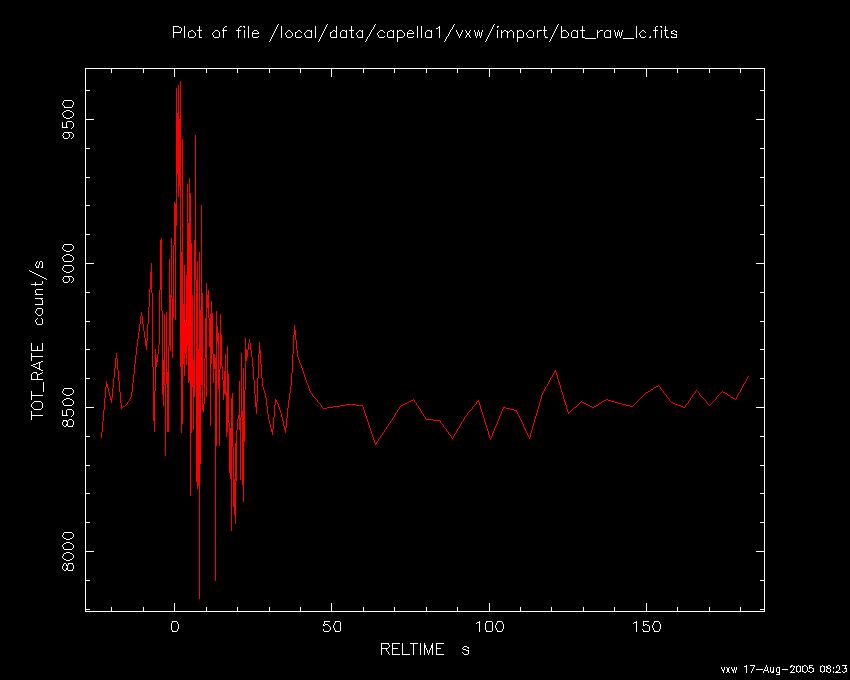 Plot of file /local/data/capella1/vxw/import/bat_raw_lc.fits
9500
9000
8500
8000
TOT_RATE count/s
0 50 100 150
RELTIME s
vxw 17-Aug-2005 08:23